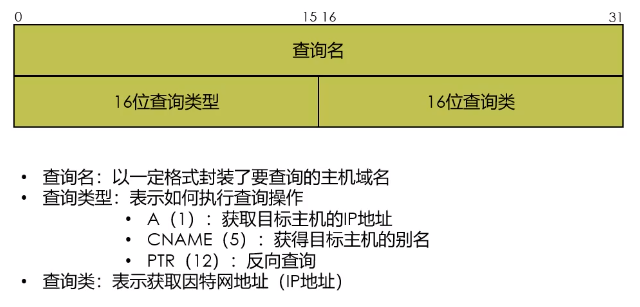 0 15 16 31
查询名
16位查询类型 16位查询类
• 查询名：以一定格式封装了要查询的主机域名
• 查询类型：表示如何执行查询操作
• A（1）：获取目标主机的IP地址
• CNAME（5）：获得目标主机的别名
• PTR（12）：反向查询
• 查询类：表示获取因特网地址（IP地址）